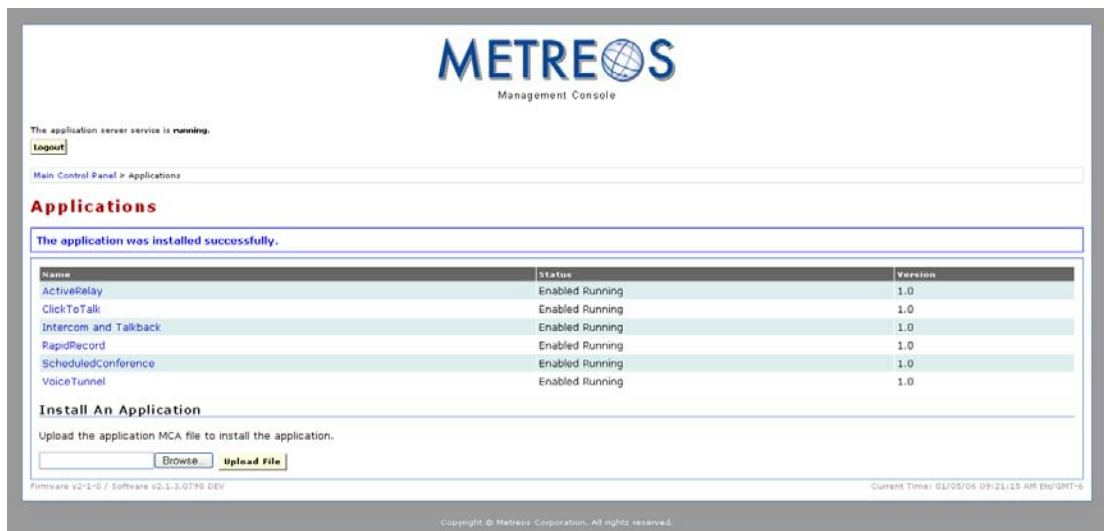 METREOS
Management Console
The application server service is running.
Logout
Main Control Panel > Applications
Applications
The application was installed successfully.
Name Status Version
ActiveRelay Enabled Running 1.0
ClickToTalk Enabled Running 1.0
Intercom and Talkback Enabled Running 1.0
RapidRecord Enabled Running 1.0
ScheduledConference Enabled Running 1.0
VoiceTunnel Enabled Running 1.0
Install An Application
Upload the application MCA file to install the application.
Browse... Upload File
Firmware v2-1-0 / Software v2.1.3.0798 DEV Current Time: 01/05/06 09:21:15 AM Etc/GMT-6
Copyright © Metreos Corporation. All rights reserved.